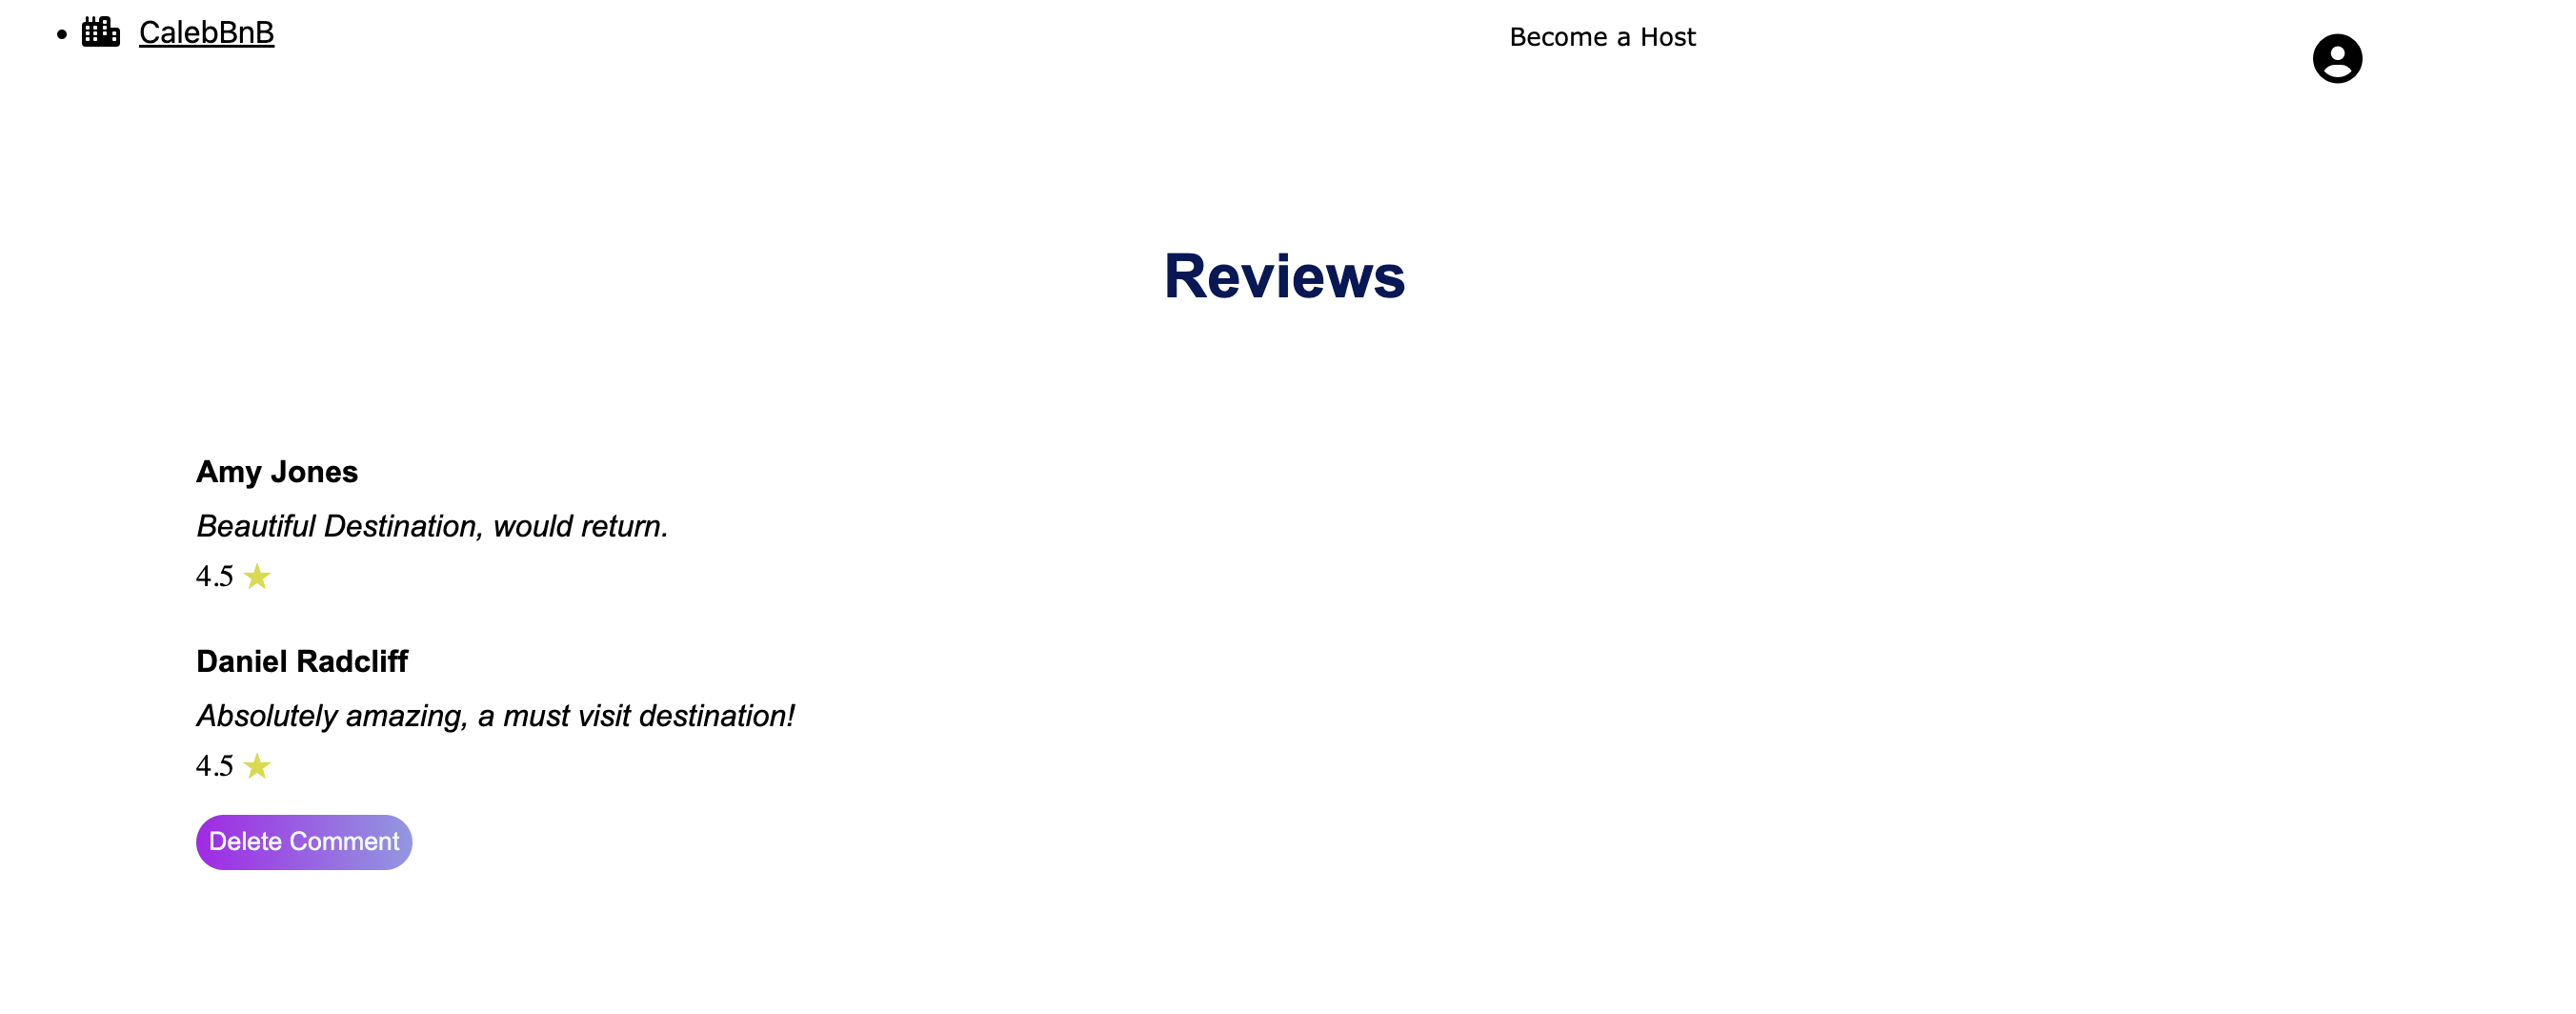 CalebBnB
Become a Host
Reviews
Amy Jones
Beautiful Destination, would return.
4.5
Daniel Radcliff
Absolutely amazing, a must visit destination!
4.5
Delete Comment